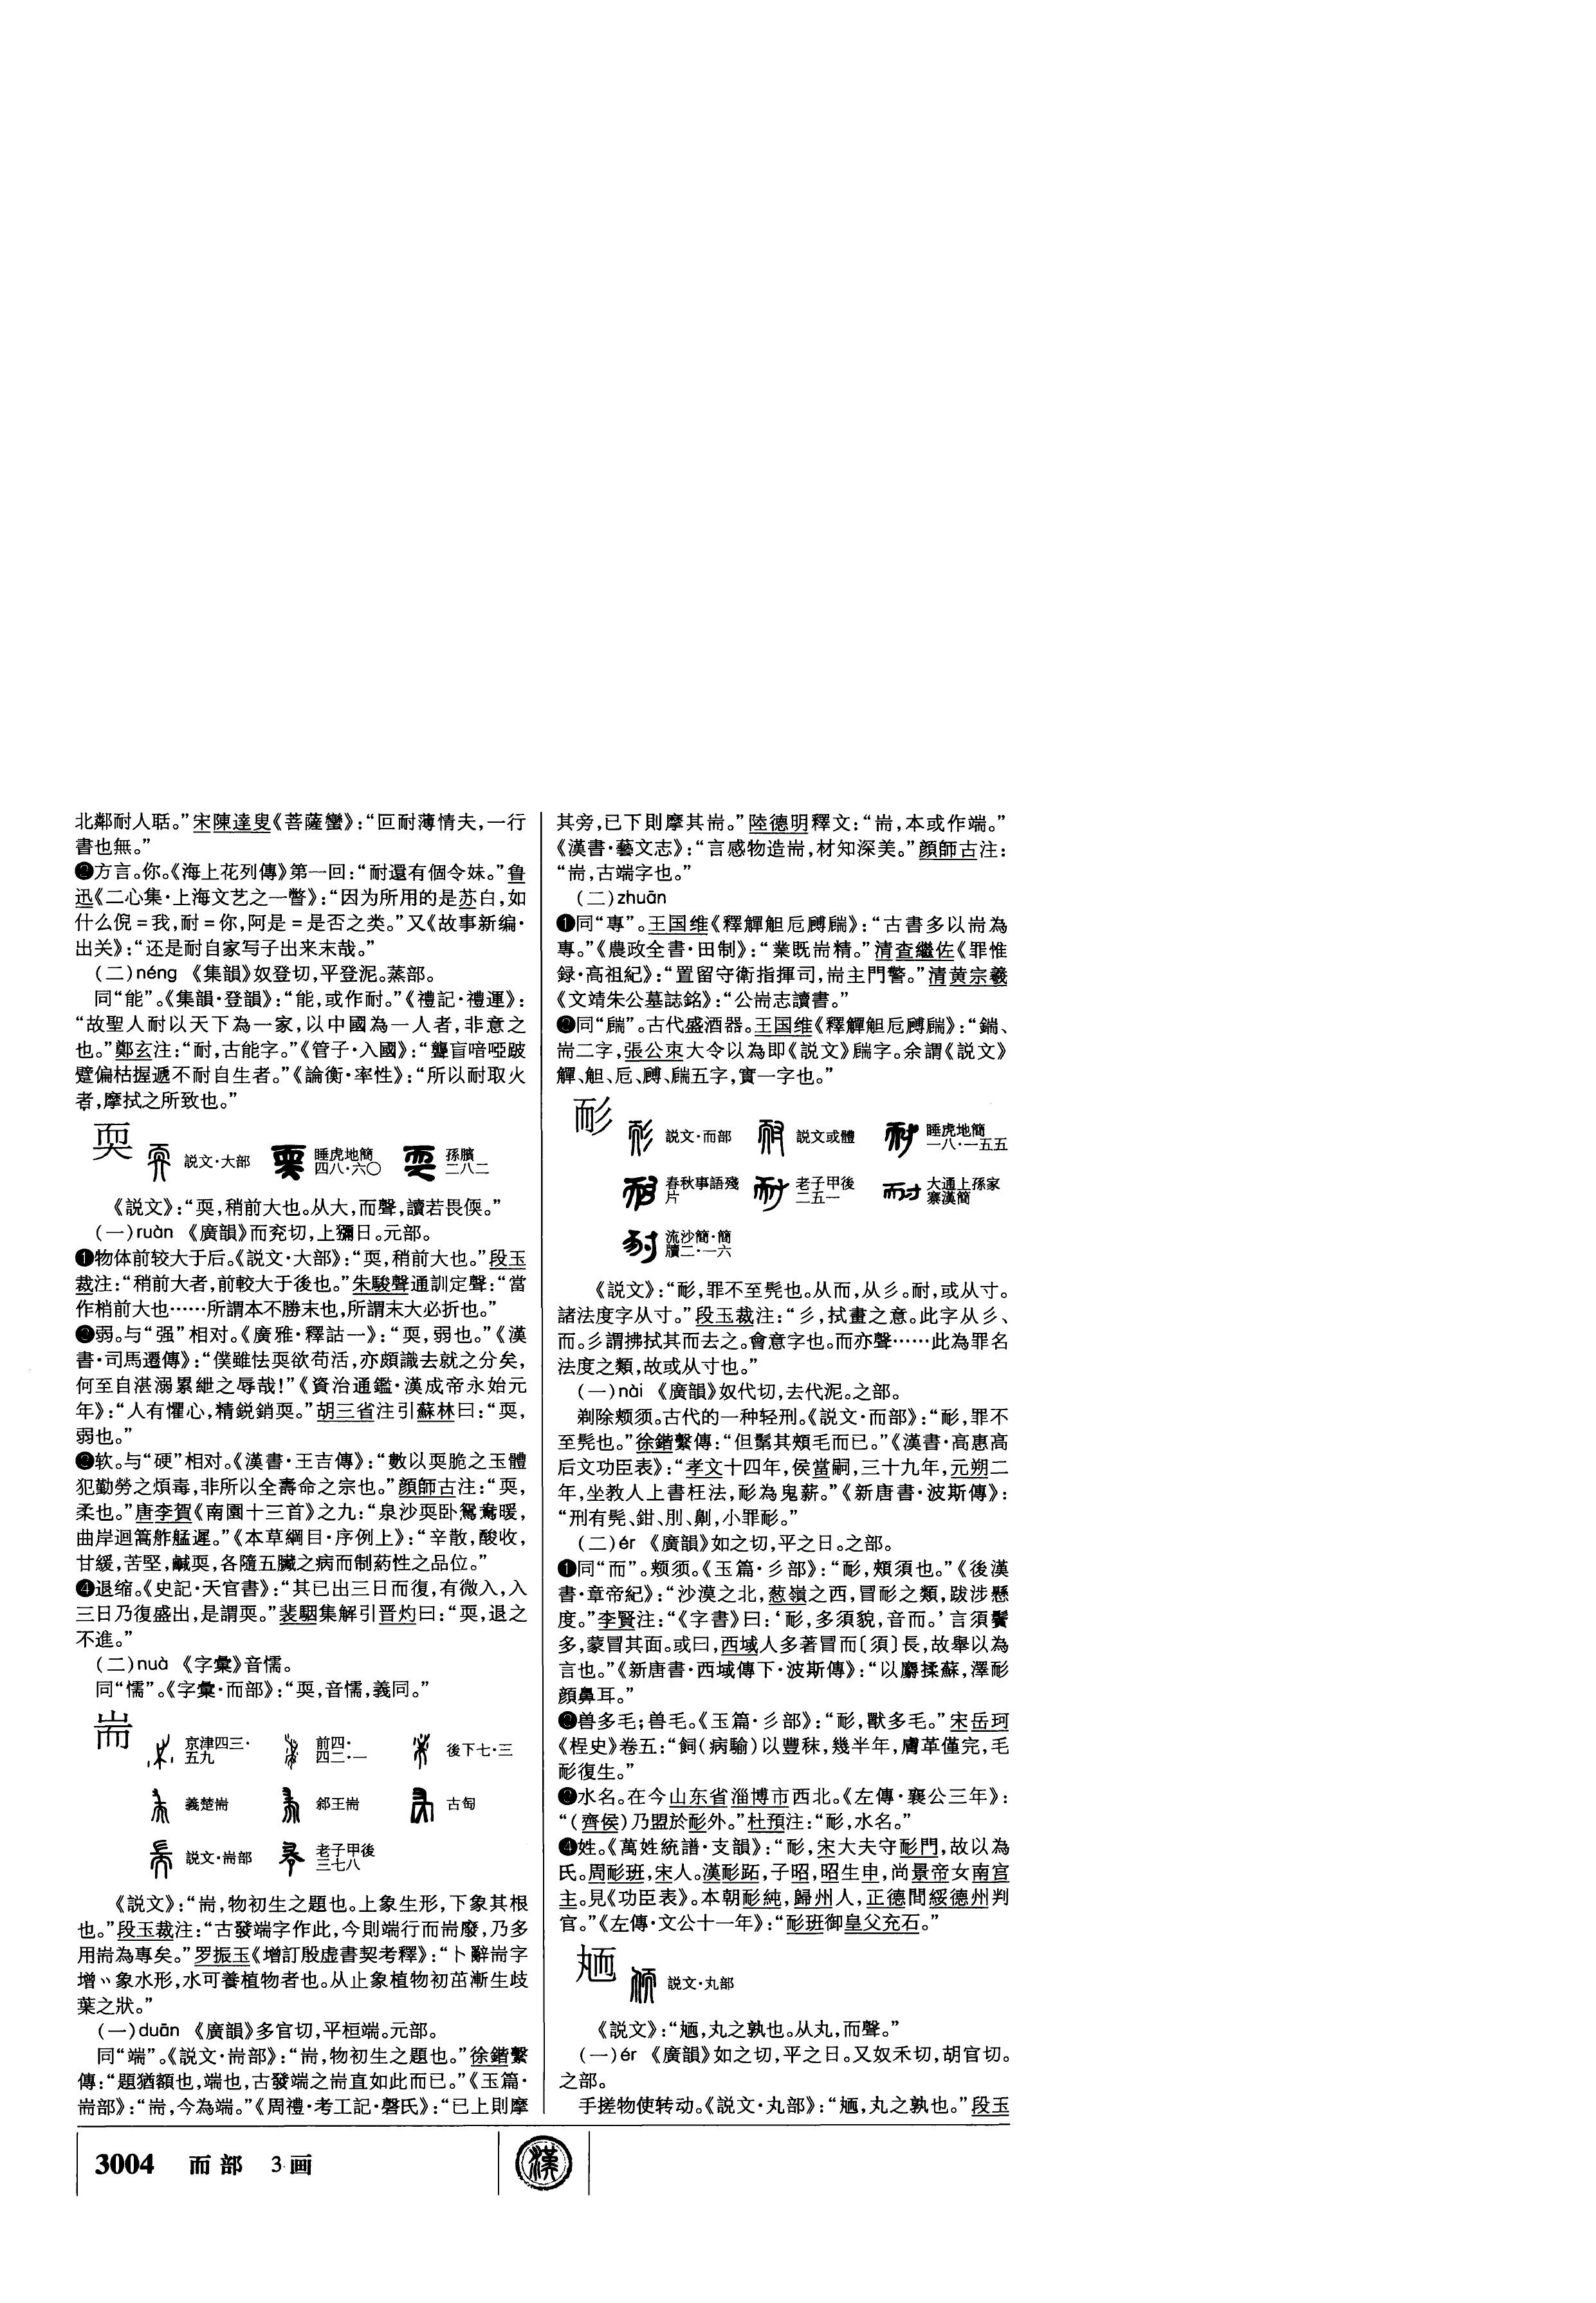 北鄰耐人聒。”宋陳達叟《菩薩蠻》：“叵耐薄情夫，一行
書也無。”
❷方言。你。《海上花列傳》第一回：“耐還有個令妹。”鲁
迅《二心集·上海文艺之一瞥》：“因为所用的是苏白，如
什么倪＝我，耐＝你，阿是＝是否之类。”又《故事新编·
出关》：“还是耐自家写子出来末哉。”
（二）néng 《集韻》奴登切，平登泥。蒸部。
同“能”。《集韻·登韻》：“能，或作耐。”《禮記·禮運》：
“故聖人耐以天下為一家，以中國為一人者，非意之
也。”鄭玄注：“耐，古能字。”《管子·入國》：“聾盲喑啞跛
躄偏枯握遞不耐自生者。”《論衡·率性》：“所以耐取火
者，摩拭之所致也。”
耎 説文·大部 睡虎地簡四八·六〇 孫臏二八二
《説文》：“耎，稍前大也。从大，而聲，讀若畏偄。”
（一）ruǎn 《廣韻》而兖切，上獮日。元部。
❶物体前较大于后。《説文·大部》：“耎，稍前大也。”段玉
裁注：“稍前大者，前較大于後也。”朱駿聲通訓定聲：“當
作梢前大也……所謂本不勝末也，所謂末大必折也。”
❷弱。与“强”相对。《廣雅·釋詁一》：“耎，弱也。”《漢
書·司馬遷傳》：“僕雖怯耎欲苟活，亦頗識去就之分矣，
何至自湛溺累紲之辱哉！”《資治通鑑·漢成帝永始元
年》：“人有懼心，精鋭銷耎。”胡三省注引蘇林曰：“耎，
弱也。”
❸软。与“硬”相对。《漢書·王吉傳》：“數以耎脆之玉體
犯勤勞之煩毒，非所以全壽命之宗也。”顔師古注：“耎，
柔也。”唐李賀《南園十三首》之九：“泉沙耎卧鴛鴦暖，
曲岸迴篙舴艋遲。”《本草綱目·序例上》：“辛散，酸收，
甘緩，苦堅，鹹耎，各隨五臟之病而制葯性之品位。”
❹退缩。《史記·天官書》：“其已出三日而復，有微入，入
三日乃復盛出，是謂耎。”裴駰集解引晋灼曰：“耎，退之
不進。”
（二）nuò 《字彙》音懦。
同“懦”。《字彙·而部》：“耎，音懦，義同。”
耑 京津四三·五九 前四·四二·一 後下七·三
義楚耑 郐王耑 古匋
説文·耑部 老子甲後三七八
《説文》：“耑，物初生之題也。上象生形，下象其根
也。”段玉裁注：“古發端字作此，今則端行而耑廢，乃多
用耑為專矣。”罗振玉《增訂殷虚書契考釋》：“卜辭耑字
增⺀象水形，水可養植物者也。从止象植物初茁漸生歧
葉之狀。”
（一）duān 《廣韻》多官切，平桓端。元部。
同“端”。《説文·耑部》：“耑，物初生之題也。”徐鍇繫
傳：“題猶額也，端也，古發端之耑直如此而已。”《玉篇·
耑部》：“耑，今為端。”《周禮·考工記·磬氏》：“已上則摩
其旁，已下則摩其耑。”陸德明釋文：“耑，本或作端。”
《漢書·藝文志》：“言感物造耑，材知深美。”顔師古注：
“耑，古端字也。”
（二）zhuān
❶同“專”。王国维《釋觶觛卮䏝𦓝》：“古書多以耑為
專。”《農政全書·田制》：“業既耑精。”清查繼佐《罪惟
録·高祖紀》：“置留守衛指揮司，耑主門警。”清黄宗羲
《文靖朱公墓誌銘》：“公耑志讀書。”
❷同“𦓝”。古代盛酒器。王国维《釋觶觛卮䏝𦓝》：“鍴、
耑二字，張公束大令以為即《説文》𦓝字。余謂《説文》
觶、觛、卮、䏝、𦓝五字，實一字也。”
耏 説文·而部 説文或體 睡虎地簡一八·一五五
春秋事語殘片 老子甲後二五一 大通上孫家寨漢簡
流沙簡·簡牘二·一六
《説文》：“耏，罪不至髡也。从而，从彡。耐，或从寸。
諸法度字从寸。”段玉裁注：“彡，拭畫之意。此字从彡、
而。彡謂拂拭其而去之。會意字也。而亦聲……此為罪名
法度之類，故或从寸也。”
（一）nài 《廣韻》奴代切，去代泥。之部。
剃除颊须。古代的一种轻刑。《説文·而部》：“耏，罪不
至髡也。”徐鍇繫傳：“但鬀其頰毛而已。”《漢書·高惠高
后文功臣表》：“孝文十四年，侯當嗣，三十九年，元朔二
年，坐教人上書枉法，耏為鬼薪。”《新唐書·波斯傳》：
“刑有髡、鉗、刖、劓，小罪耏。”
（二）ér 《廣韻》如之切，平之日。之部。
❶同“而”。颊须。《玉篇·彡部》：“耏，頰須也。”《後漢
書·章帝紀》：“沙漠之北，葱嶺之西，冒耏之類，跋涉懸
度。”李賢注：“《字書》曰：‘耏，多須貌，音而。’言須鬢
多，蒙冒其面。或曰，西域人多著冒而〔須〕長，故舉以為
言也。”《新唐書·西域傳下·波斯傳》：“以麝揉蘇，澤耏
顔鼻耳。”
❷兽多毛；兽毛。《玉篇·彡部》：“耏，獸多毛。”宋岳珂
《桯史》卷五：“飼（病騧）以豐秣，幾半年，膚革僅完，毛
耏復生。”
❸水名。在今山东省淄博市西北。《左傳·襄公三年》：
“（齊侯）乃盟於耏外。”杜預注：“耏，水名。”
❹姓。《萬姓統譜·支韻》：“耏，宋大夫守耏門，故以為
氏。周耏班，宋人。漢耏跖，子昭，昭生申，尚景帝女南宫
主。見《功臣表》。本朝耏純，歸州人，正德間綏德州判
官。”《左傳·文公十一年》：“耏班御皇父充石。”
𠁫 説文·丸部
《説文》：“𠁫，丸之孰也。从丸，而聲。”
（一）ér 《廣韻》如之切，平之日。又奴禾切，胡官切。
之部。
手搓物使转动。《説文·丸部》：“𠁫，丸之孰也。”段玉
3004 而部 3画
漢